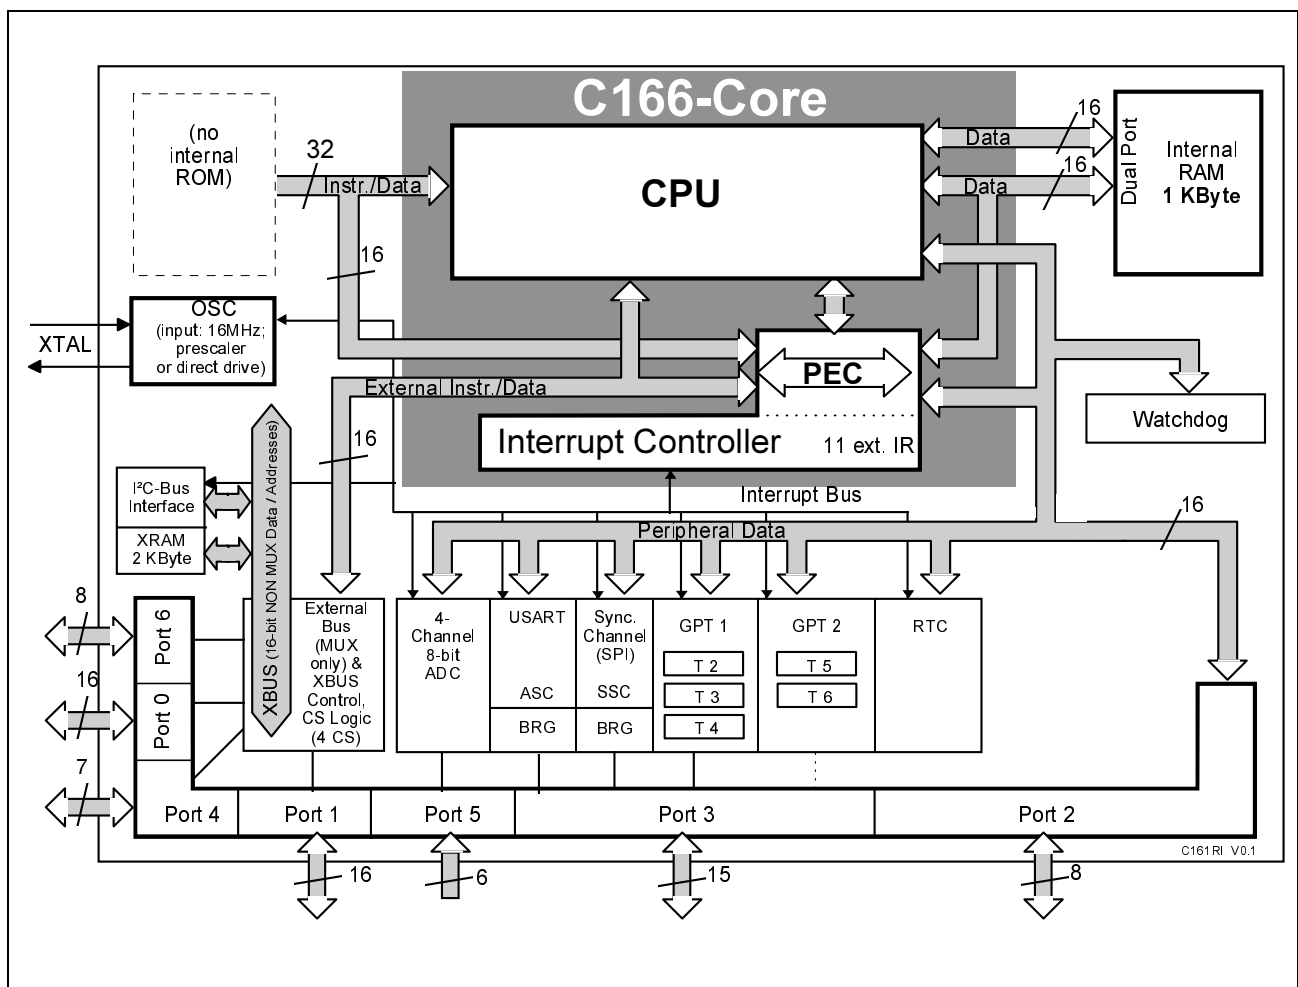 C166-Core
(no
internal
ROM)
32
Instr./Data
CPU
16
Data
16
Data
Dual Port
Internal
RAM
1 KByte
16
OSC
(input: 16MHz;
prescaler
or direct drive)
XTAL
PEC
External Instr./Data
Interrupt Controller
11 ext. IR
Watchdog
16
Interrupt Bus
Peripheral Data
16
I²C-Bus
Interface
XRAM
2 KByte
XBUS (16-bit NON MUX Data / Addresses)
8
Port 6
16
Port 0
7
External
Bus
(MUX
only) &
XBUS
Control,
CS Logic
(4 CS)
4-
Channel
8-bit
ADC
USART
ASC
BRG
Sync.
Channel
(SPI)
SSC
BRG
GPT 1
T 2
T 3
T 4
GPT 2
T 5
T 6
RTC
Port 4
Port 1
Port 5
Port 3
Port 2
C161RI V0.1
16
6
15
8